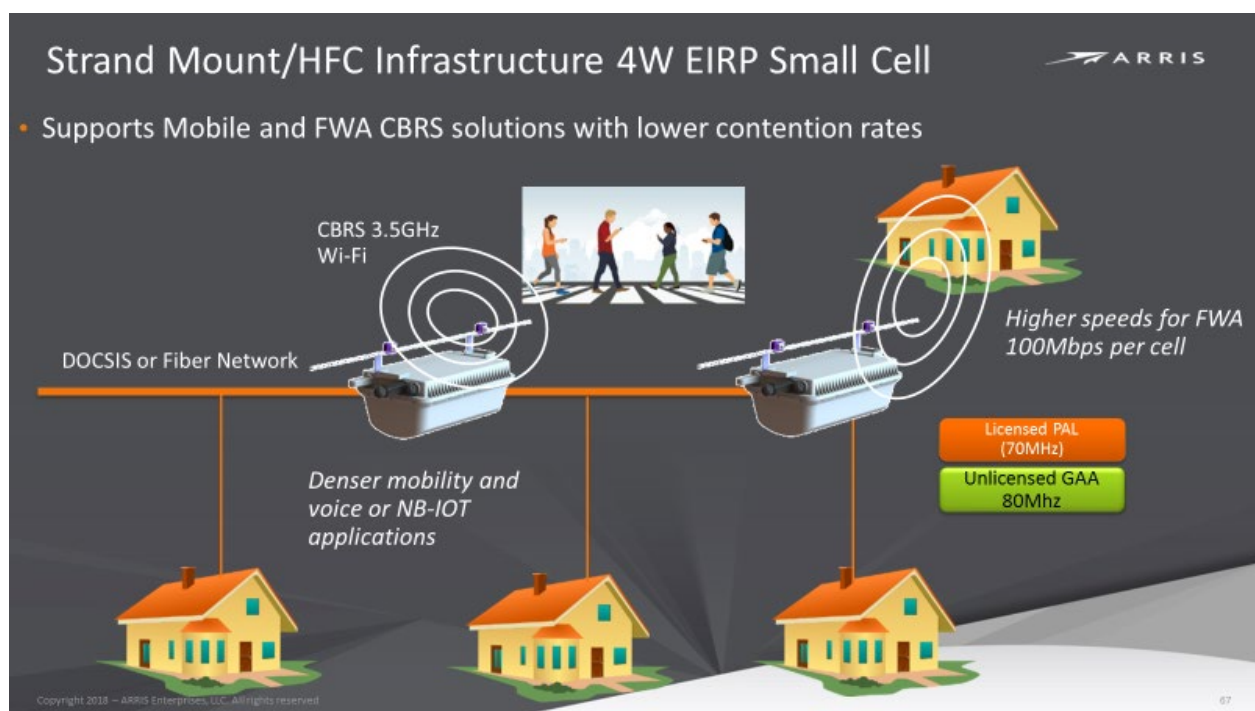 Strand Mount/HFC Infrastructure 4W EIRP Small Cell
ARRIS
• Supports Mobile and FWA CBRS solutions with lower contention rates
CBRS 3.5GHz
Wi-Fi
DOCSIS or Fiber Network
Higher speeds for FWA
100Mbps per cell
Licensed PAL
(70MHz)
Unlicensed GAA
80Mhz
Denser mobility and
voice or NB-IOT
applications
Copyright 2018 – ARRIS Enterprises, LLC. All rights reserved
67